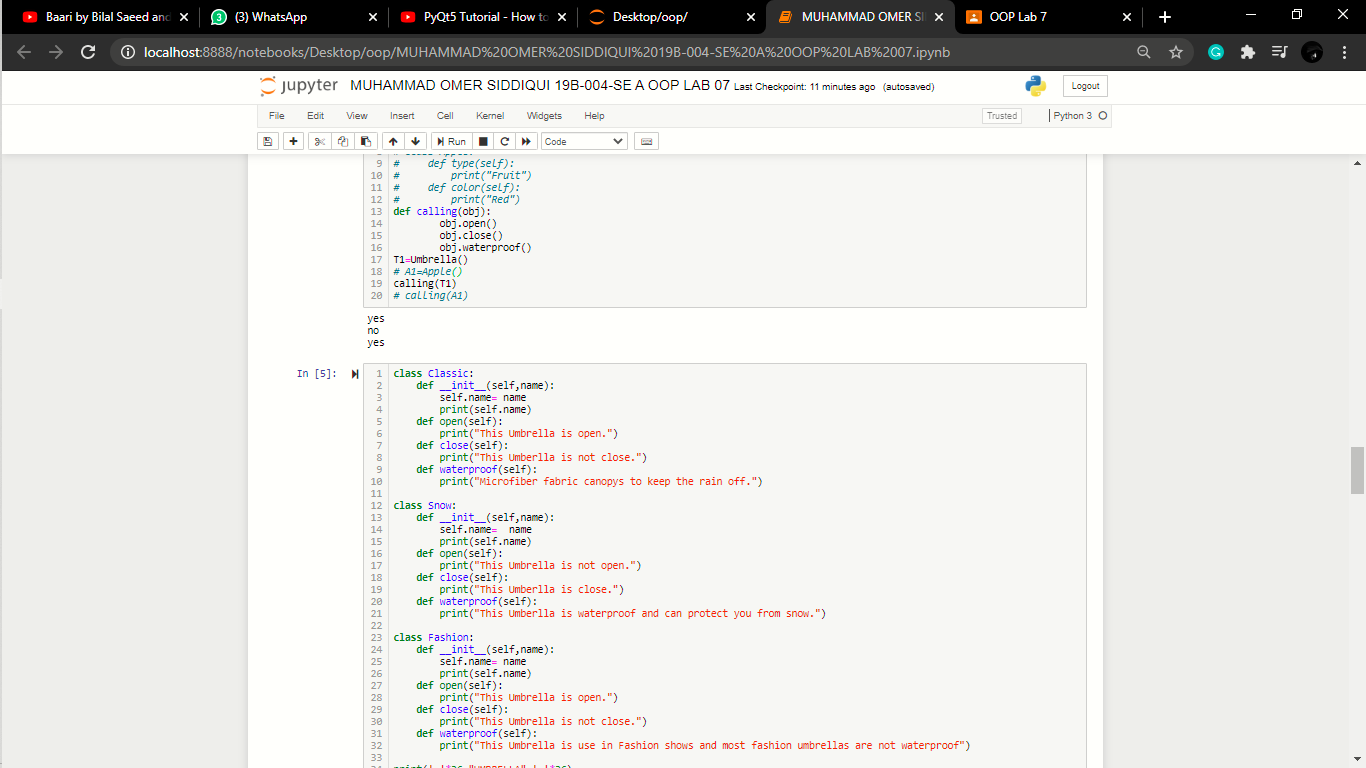 Baari by Bilal Saeed and
(3) WhatsApp
PyQt5 Tutorial - How to
Desktop/oop/
MUHAMMAD OMER SI
OOP Lab 7
localhost:8888/notebooks/Desktop/oop/MUHAMMAD%20OMER%20SIDDIQUI%2019B-004-SE%20A%20OOP%20LAB%2007.ipynb
jupyter MUHAMMAD OMER SIDDIQUI 19B-004-SE A OOP LAB 07 Last Checkpoint: 11 minutes ago (autosaved)
Logout
File Edit View Insert Cell Kernel Widgets Help
Trusted
Python 3
Run
Code
9 #     def type(self):
10 #         print("Fruit")
11 #     def color(self):
12 #         print("Red")
13 def calling(obj):
14         obj.open()
15         obj.close()
16         obj.waterproof()
17 T1=Umbrella()
18 # A1=Apple()
19 calling(T1)
20 # calling(A1)
yes
no
yes
In [5]:
1 class Classic:
2     def __init__(self,name):
3         self.name= name
4         print(self.name)
5     def open(self):
6         print("This Umbrella is open.")
7     def close(self):
8         print("This Umberlla is not close.")
9     def waterproof(self):
10         print("Microfiber fabric canopys to keep the rain off.")
11
12 class Snow:
13     def __init__(self,name):
14         self.name=  name
15         print(self.name)
16     def open(self):
17         print("This Umbrella is not open.")
18     def close(self):
19         print("This Umberlla is close.")
20     def waterproof(self):
21         print("This Umberlla is waterproof and can protect you from snow.")
22
23 class Fashion:
24     def __init__(self,name):
25         self.name= name
26         print(self.name)
27     def open(self):
28         print("This Umbrella is open.")
29     def close(self):
30         print("This Umbrella is not close.")
31     def waterproof(self):
32         print("This Umbrella is use in Fashion shows and most fashion umbrellas are not waterproof")
33